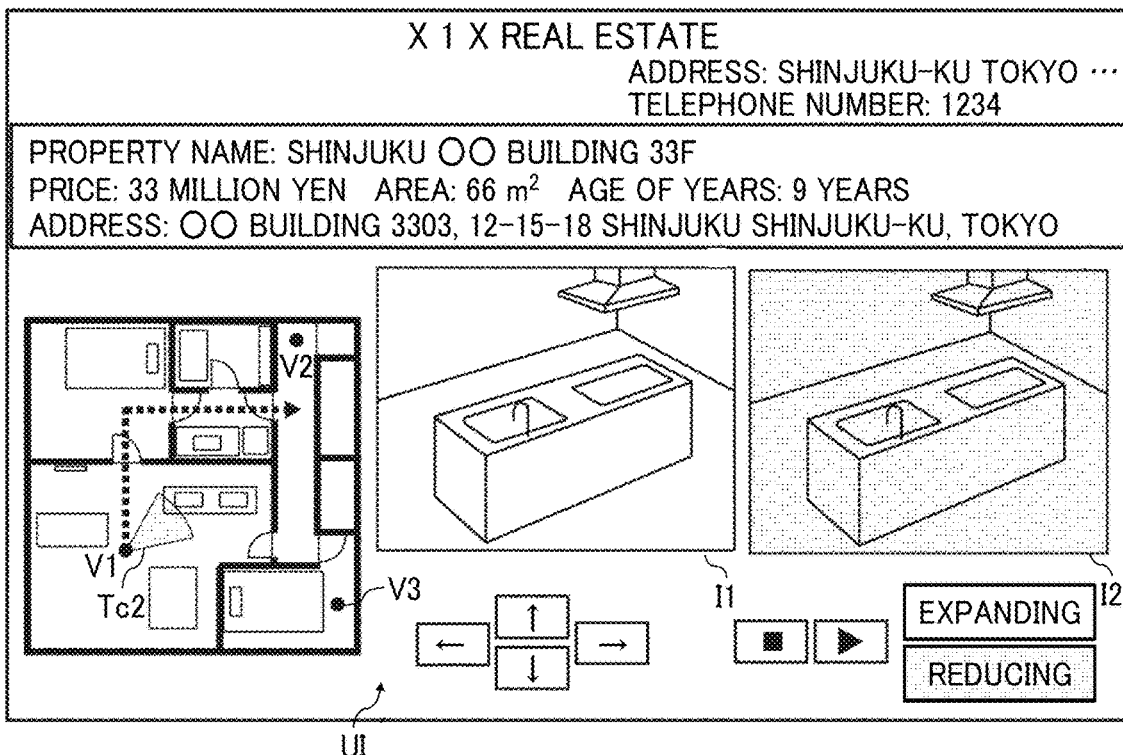 X 1 X REAL ESTATE
ADDRESS: SHINJUKU-KU TOKYO ···
TELEPHONE NUMBER: 1234
PROPERTY NAME: SHINJUKU ○○ BUILDING 33F
PRICE: 33 MILLION YEN AREA: 66 m² AGE OF YEARS: 9 YEARS
ADDRESS: ○○ BUILDING 3303, 12-15-18 SHINJUKU SHINJUKU-KU, TOKYO
V2
V1
Tc2
V3
I1
I2
← ↑ ↓ →
■ ▶
EXPANDING
REDUCING
UI